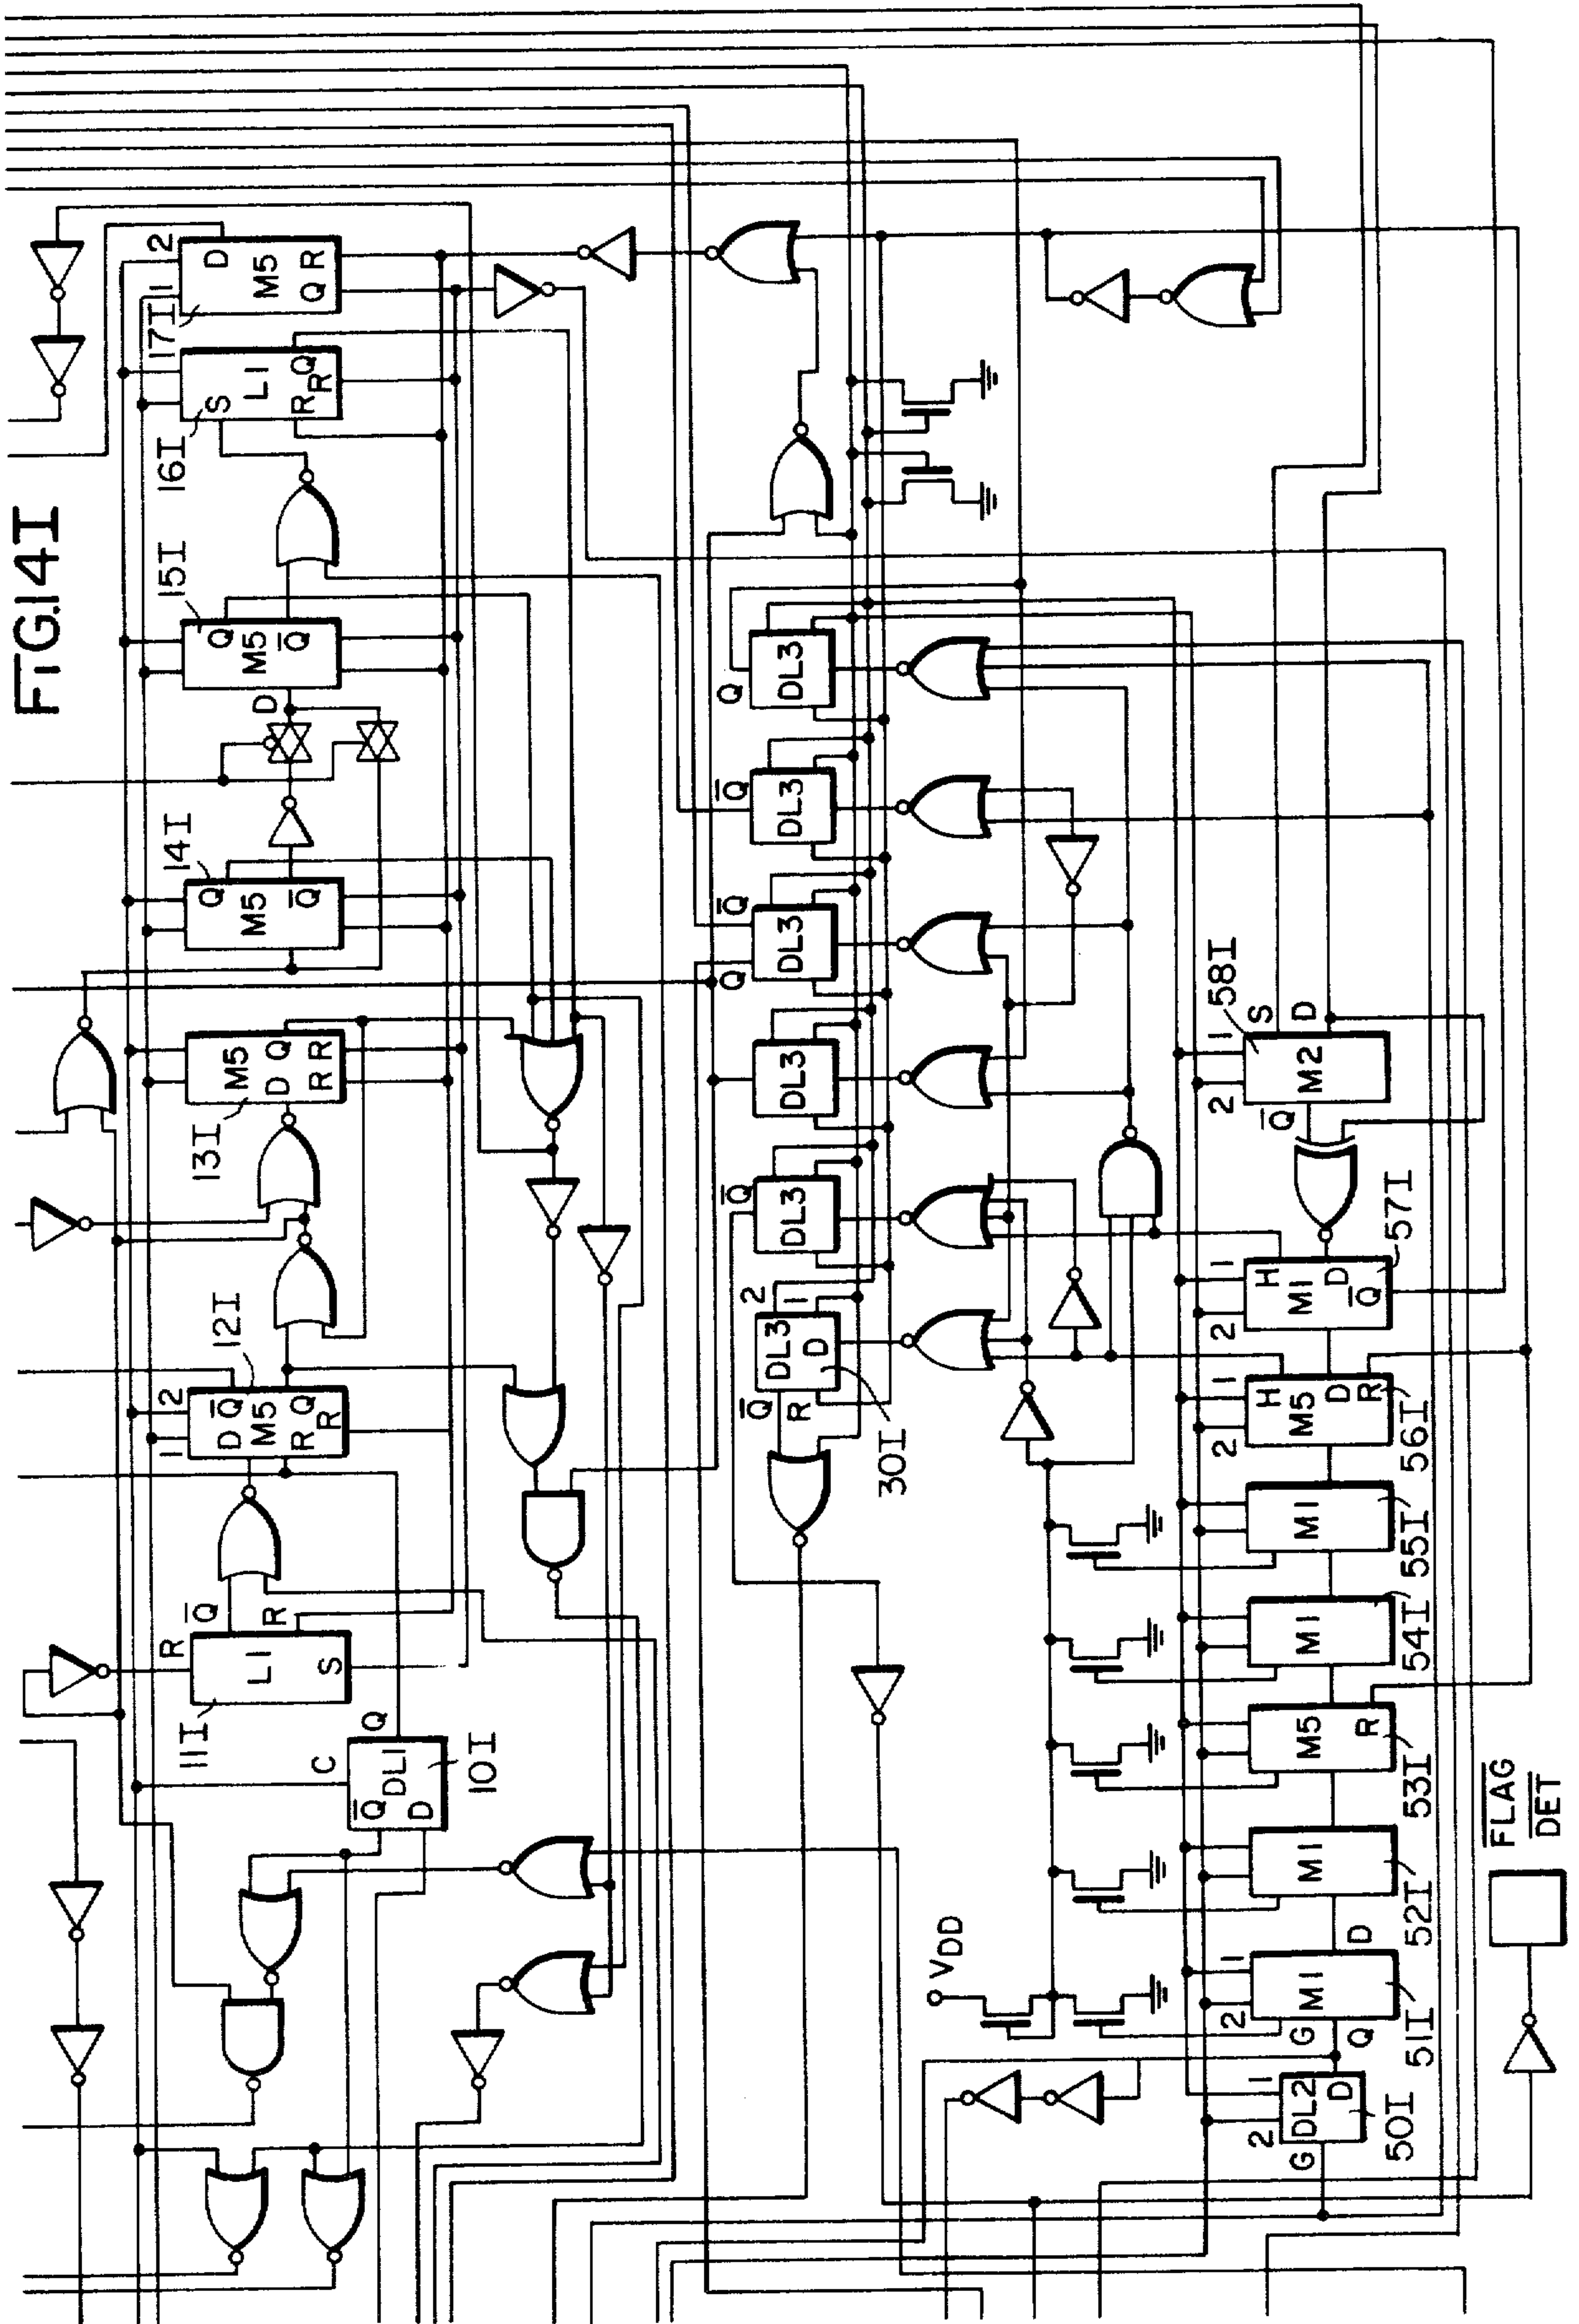 FIG.14I
2
1
D
M5
Q R
17I
S
L1
Q
R
R
16I
15I
Q
M5
Q̅
D
14I
Q
M5
Q̅
M5
D Q
R R
13I
12I
2
1
D Q̅
M5
R Q
R
Q̅
R
R
L1
S
11I
C
Q
Q̅
DL1
D
10I
Q
DL3
Q̅
DL3
Q̅
Q
DL3
DL3
Q̅
DL3
2
1
DL3
D
Q̅
R
30I
58I
S
D
1
2
M2
Q̅
57I
1
2
H
M1
D
Q̅
1
2
H
M5
D
R
56I
M1
55I
M1
54I
M5
R
53I
M1
52I
D
VDD
1
2
M1
G
Q
51I
1
2
DL2
D
G
50I
F̅L̅A̅G̅
D̅E̅T̅